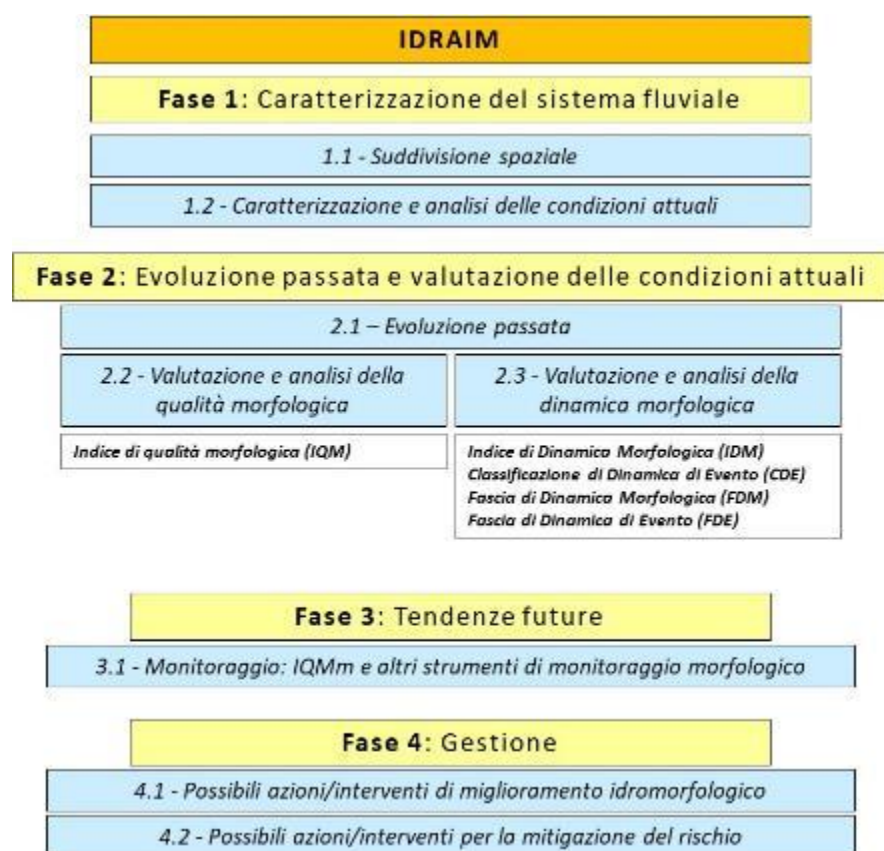 IDRAIM
Fase 1: Caratterizzazione del sistema fluviale
1.1 - Suddivisione spaziale
1.2 - Caratterizzazione e analisi delle condizioni attuali
Fase 2: Evoluzione passata e valutazione delle condizioni attuali
2.1 – Evoluzione passata
2.2 - Valutazione e analisi della
qualità morfologica
Indice di qualità morfologica (IQM)
2.3 - Valutazione e analisi della
dinamica morfologica
Indice di Dinamica Morfologica (IDM)
Classificazione di Dinamica di Evento (CDE)
Fascia di Dinamica Morfologica (FDM)
Fascia di Dinamica di Evento (FDE)
Fase 3: Tendenze future
3.1 - Monitoraggio: IQMm e altri strumenti di monitoraggio morfologico
Fase 4: Gestione
4.1 - Possibili azioni/interventi di miglioramento idromorfologico
4.2 - Possibili azioni/interventi per la mitigazione del rischio